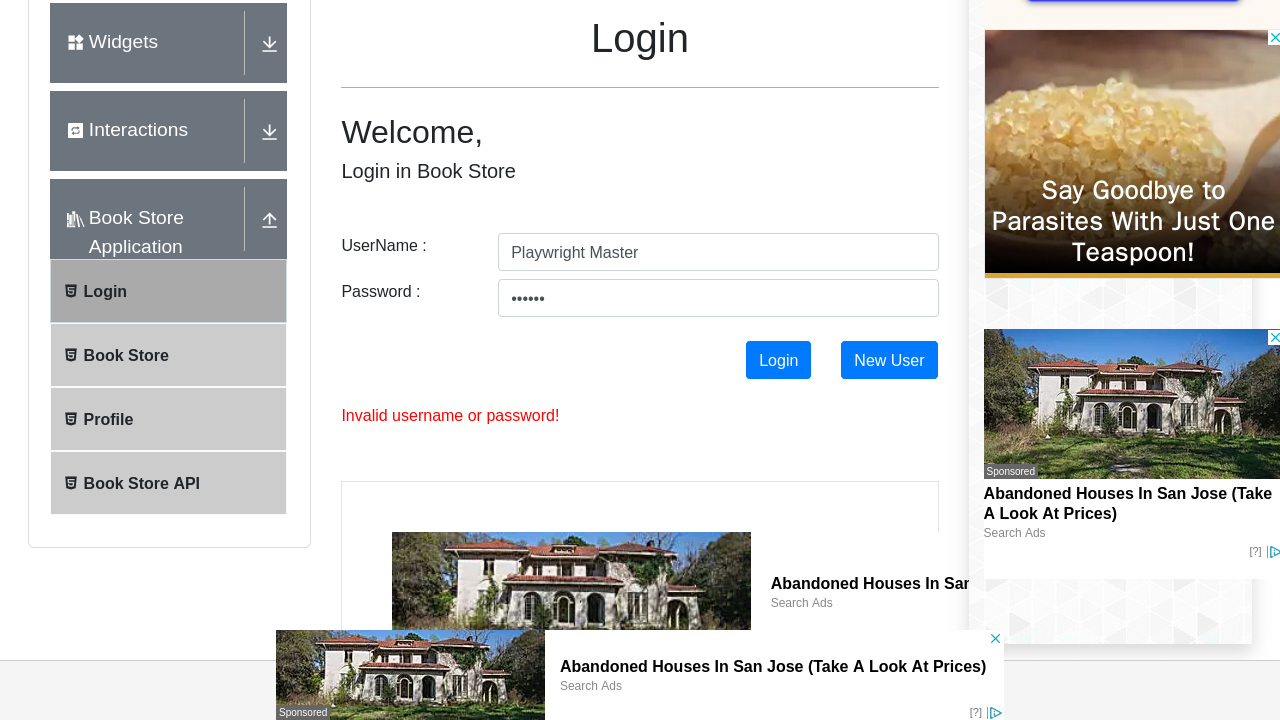 Widgets
Interactions
Book Store
Application
Login
Book Store
Profile
Book Store API
Login
Welcome,
Login in Book Store
UserName :
Playwright Master
Password :
••••••
Login
New User
Invalid username or password!
Abandoned Houses In San
Search Ads
Sponsored
Abandoned Houses In San Jose (Take A Look At Prices)
Search Ads
[?]
Say Goodbye to
Parasites With Just One
Teaspoon!
Sponsored
Abandoned Houses In San Jose (Take
A Look At Prices)
Search Ads
[?]